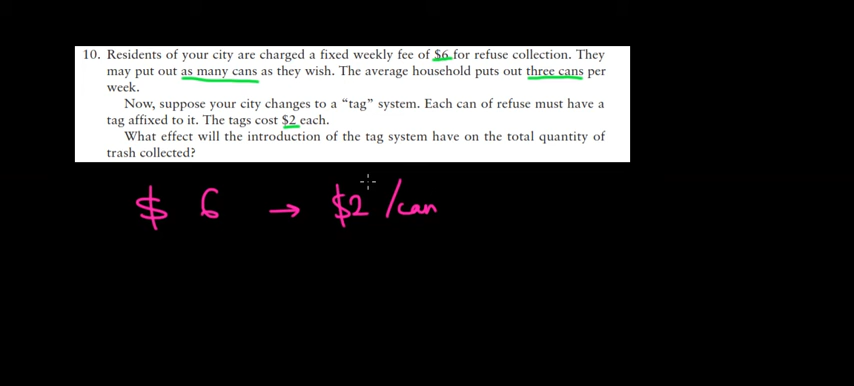 10. Residents of your city are charged a fixed weekly fee of $6 for refuse collection. They
may put out as many cans as they wish. The average household puts out three cans per
week.
Now, suppose your city changes to a “tag” system. Each can of refuse must have a
tag affixed to it. The tags cost $2 each.
What effect will the introduction of the tag system have on the total quantity of
trash collected?
$ 6 → $2 /can